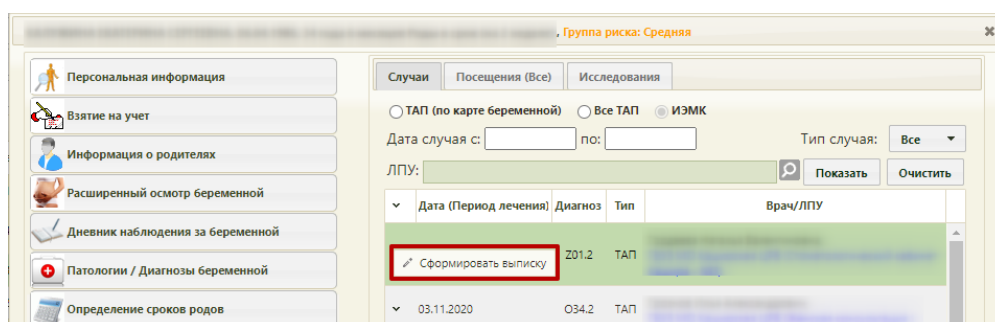 , Группа риска: Средняя
Персональная информация
Взятие на учет
Информация о родителях
Расширенный осмотр беременной
Дневник наблюдения за беременной
Патологии / Диагнозы беременной
Определение сроков родов
Случаи Посещения (Все) Исследования
ТАП (по карте беременной) Все ТАП ИЭМК
Дата случая с: по: Тип случая: Все
ЛПУ: Показать Очистить
Дата (Период лечения) Диагноз Тип Врач/ЛПУ
Сформировать выписку Z01.2 ТАП
03.11.2020 O34.2 ТАП